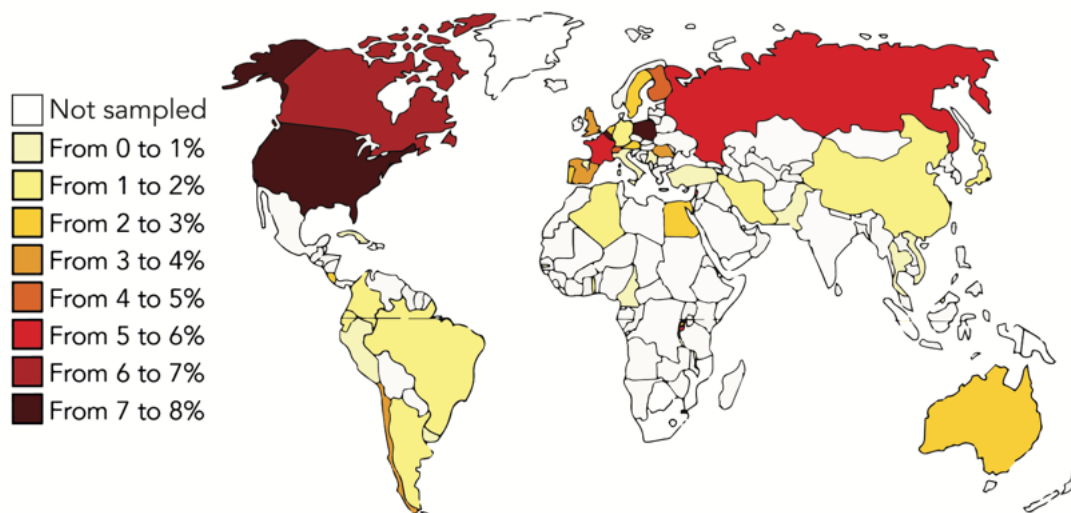 Not sampled
From 0 to 1%
From 1 to 2%
From 2 to 3%
From 3 to 4%
From 4 to 5%
From 5 to 6%
From 6 to 7%
From 7 to 8%